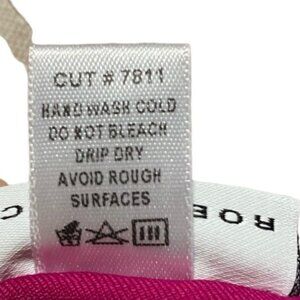 CUT # 7811
HAND WASH COLD
DO NOT BLEACH
DRIP DRY
AVOID ROUGH
SURFACES